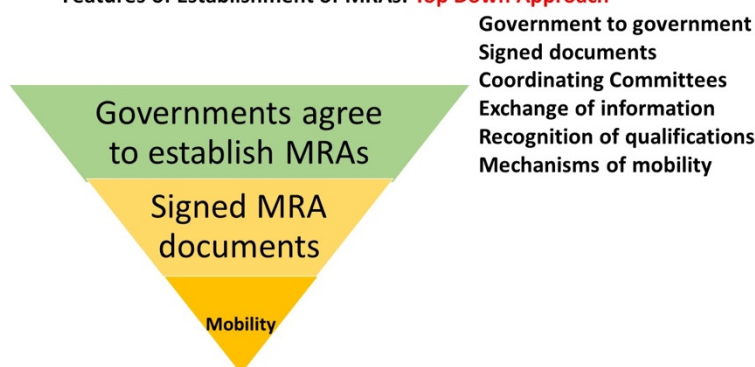 Features of Establishment of MRAs: Top Down Approach
Government to government
Signed documents
Coordinating Committees
Exchange of information
Recognition of qualifications
Mechanisms of mobility
Governments agree
to establish MRAs
Signed MRA
documents
Mobility